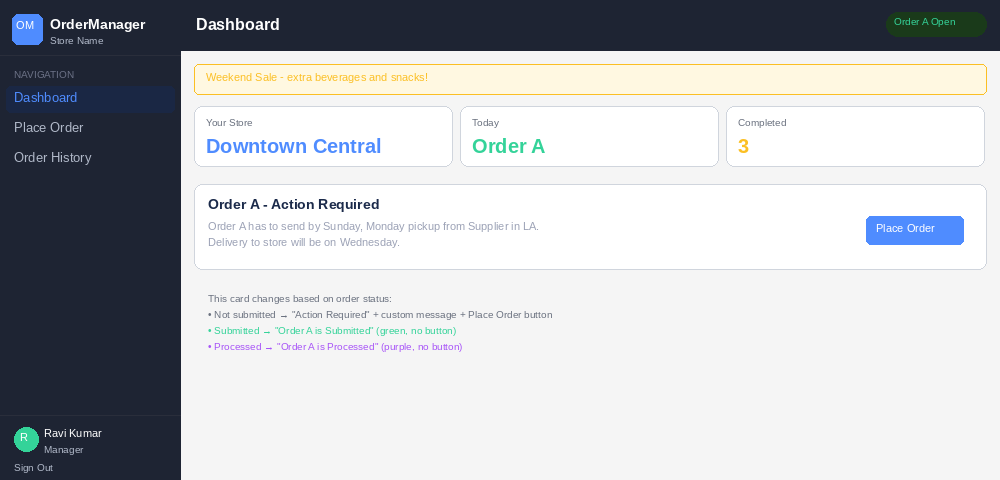 OM
OrderManager
Store Name
NAVIGATION
Dashboard
Place Order
Order History
Ravi Kumar
R
Manager
Sign Out
Dashboard
Order A Open
Weekend Sale - extra beverages and snacks!
Your Store
Downtown Central
Today
Order A
Completed
3
Order A - Action Required
Order A has to send by Sunday, Monday pickup from Supplier in LA.
Delivery to store will be on Wednesday.
Place Order
This card changes based on order status:
• Not submitted → "Action Required" + custom message + Place Order button
• Submitted → "Order A is Submitted" (green, no button)
• Processed → "Order A is Processed" (purple, no button)